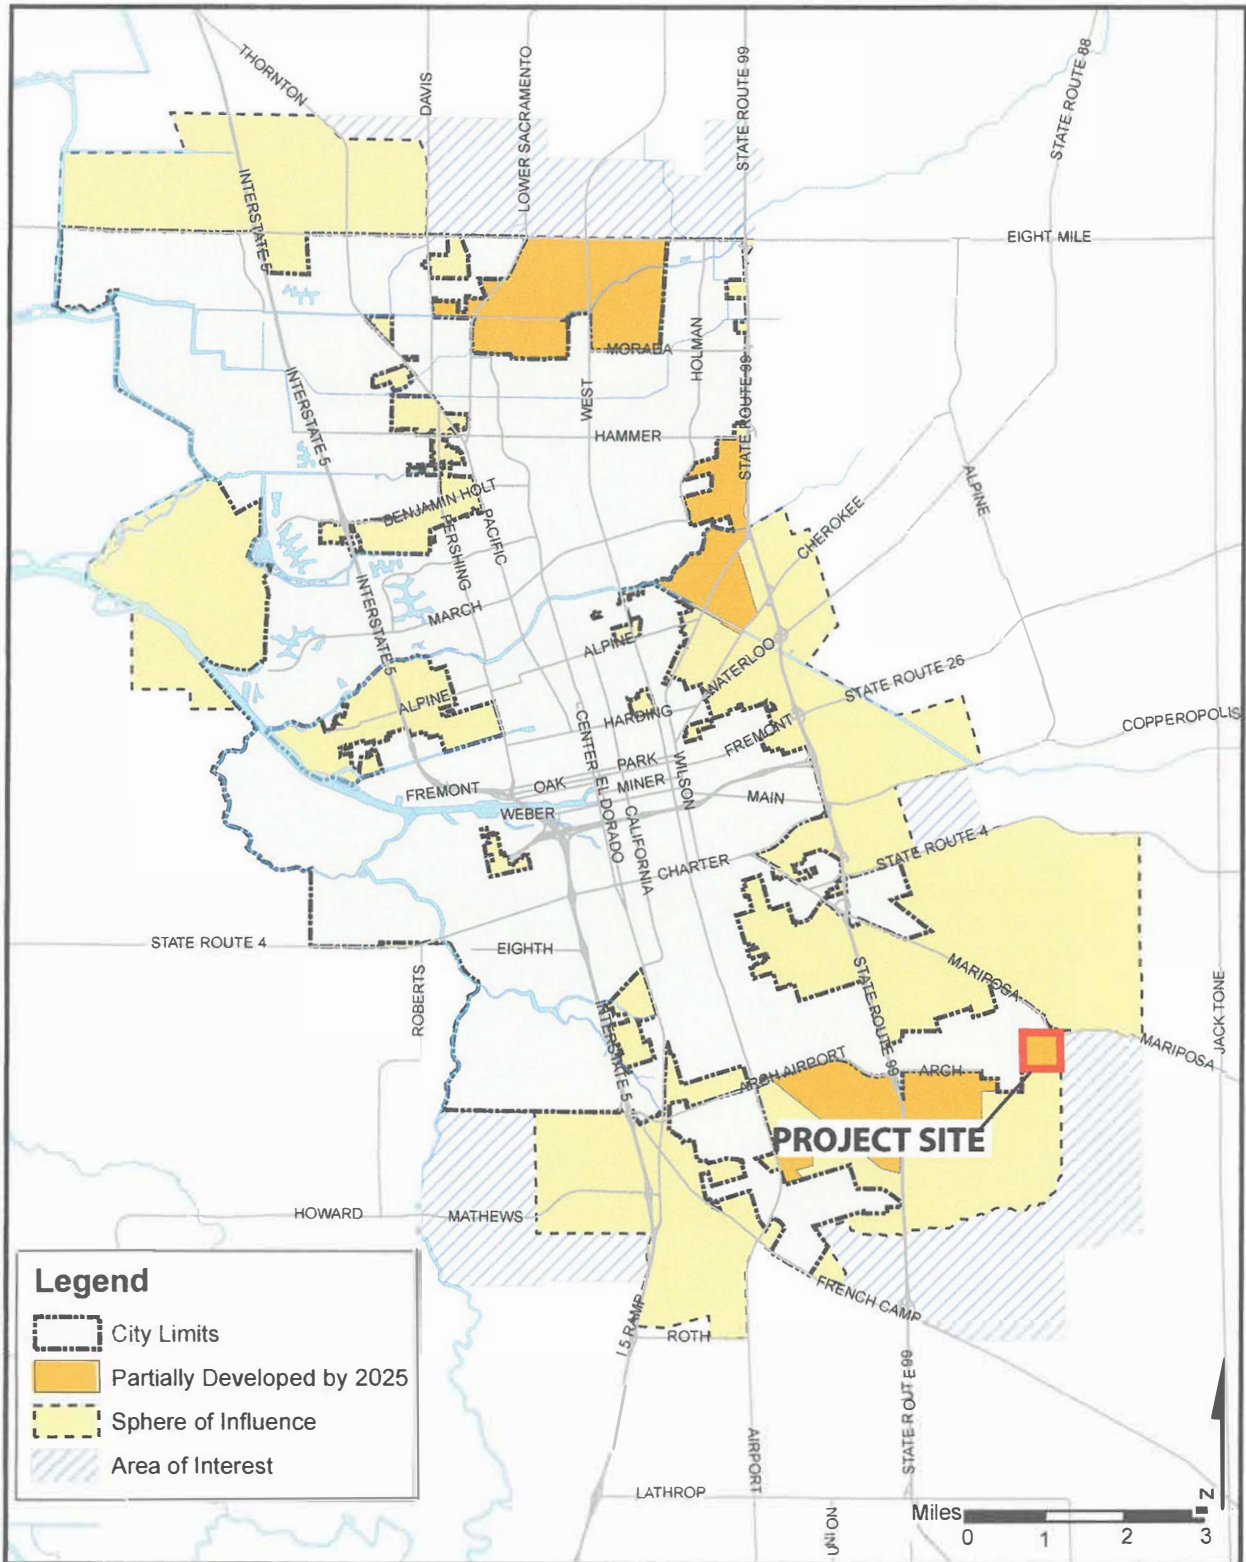 THORNTON
DAVIS
LOWER SACRAMENTO
STATE ROUTE 99
STATE ROUTE 88
INTERSTATE 5
EIGHT MILE
MORADA
HOLMAN
STATE ROUTE 99
INTERSTATE 5
WEST
HAMMER
ALPINE
BENJAMIN HOLT
PACIFIC
PERSHING
CHEROKEE
INTERSTATE 5
MARCH
ALPINE
WATERLOO
STATE ROUTE 26
ALPINE
HARDING
FREMONT
COPPEROPOLIS
CENTER
EL DORADO
PARK
WILSON
FREMONT
OAK
MINER
MAIN
WEBER
CALIFORNIA
CHARTER
STATE ROUTE 4
STATE ROUTE 4
EIGHTH
ROBERTS
MARIPOSA
STATE ROUTE 99
JACK TONE
INTERSTATE 5
MARIPOSA
ARCH AIRPORT
ARCH
PROJECT SITE
HOWARD
MATHEWS
FRENCH CAMP
I 5 RAMP
ROTH
STATE ROUTE 99
AIRPORT
LATHROP
UNION
Legend
City Limits
Partially Developed by 2025
Sphere of Influence
Area of Interest
N
Miles
0 1 2 3